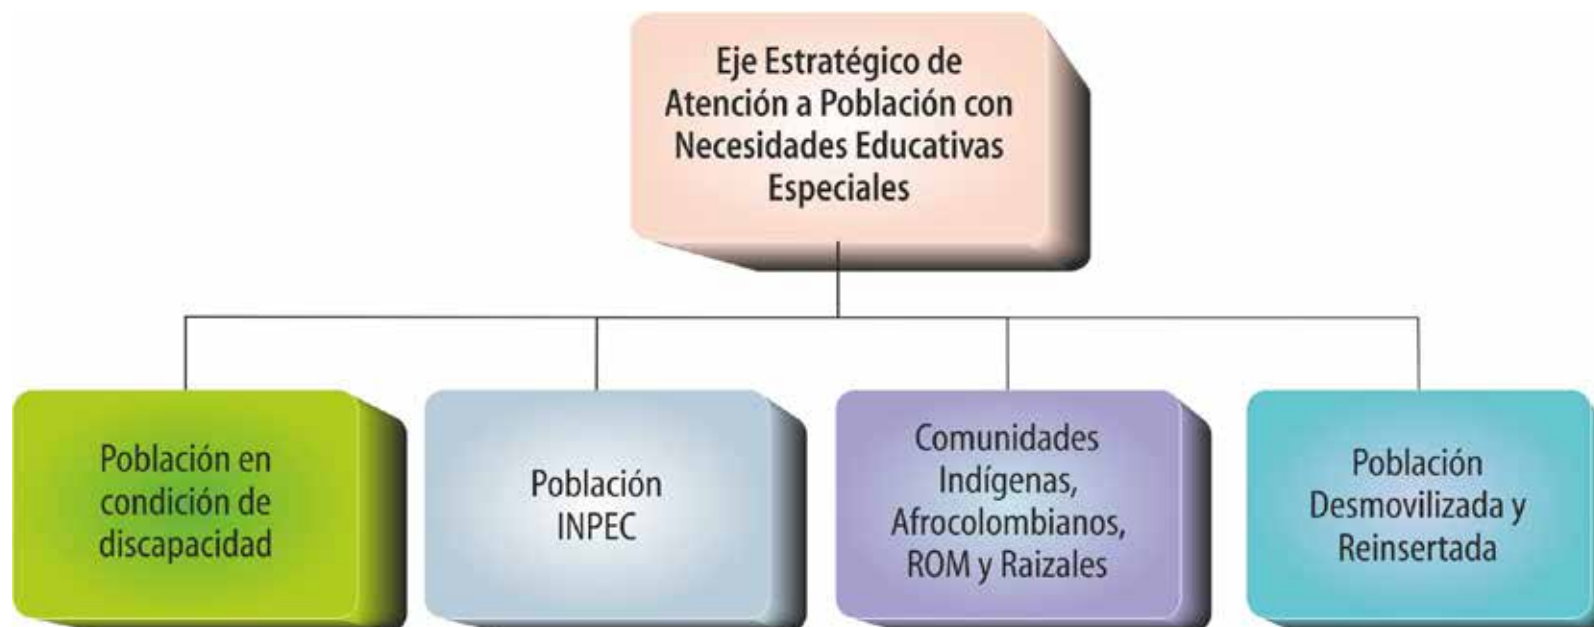 Eje Estratégico de
Atención a Población con
Necesidades Educativas
Especiales
Población en
condición de
discapacidad
Población
INPEC
Comunidades
Indígenas,
Afrocolombianos,
ROM y Raizales
Población
Desmovilizada y
Reinsertada